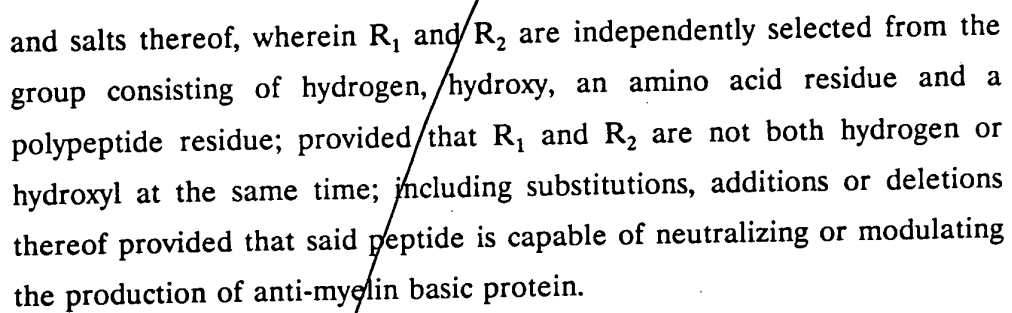 and salts thereof, wherein R₁ and R₂ are independently selected from the
group consisting of hydrogen, hydroxy, an amino acid residue and a
polypeptide residue; provided that R₁ and R₂ are not both hydrogen or
hydroxyl at the same time; including substitutions, additions or deletions
thereof provided that said peptide is capable of neutralizing or modulating
the production of anti-myelin basic protein.